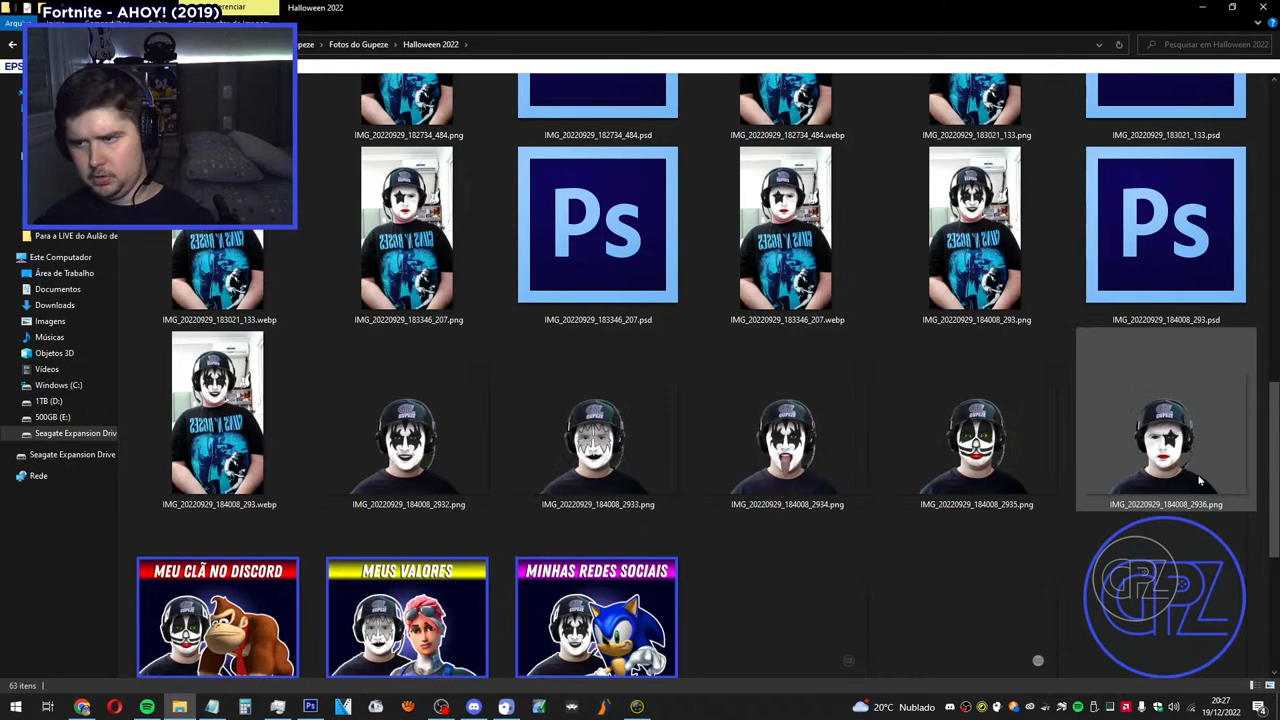 Fortnite - AHOY! (2019)
Halloween 2022
Fotos do Gupeze > Halloween 2022 >
Pesquisar em Halloween 2022
IMG_20220929_182734_484.png
IMG_20220929_182734_484.psd
IMG_20220929_182734_484.webp
IMG_20220929_183021_133.png
IMG_20220929_183021_133.psd
Para a LIVE do Aulão de
Este Computador
Área de Trabalho
Documentos
Downloads
Imagens
Músicas
Objetos 3D
Vídeos
Windows (C:)
1TB (D:)
500GB (E:)
Seagate Expansion Driv
Seagate Expansion Drive
Rede
Ps
Ps
IMG_20220929_183021_133.webp
IMG_20220929_183346_207.png
IMG_20220929_183346_207.psd
IMG_20220929_183346_207.webp
IMG_20220929_184008_293.png
IMG_20220929_184008_293.psd
IMG_20220929_184008_293.webp
IMG_20220929_184008_2932.png
IMG_20220929_184008_2933.png
IMG_20220929_184008_2934.png
IMG_20220929_184008_2935.png
IMG_20220929_184008_2936.png
MEU CLÃ NO DISCORD
MEUS VALORES
MINHAS REDES SOCIAIS
GPZ
GPZ
63 itens
20°C Nublado
20:27
19/12/2022